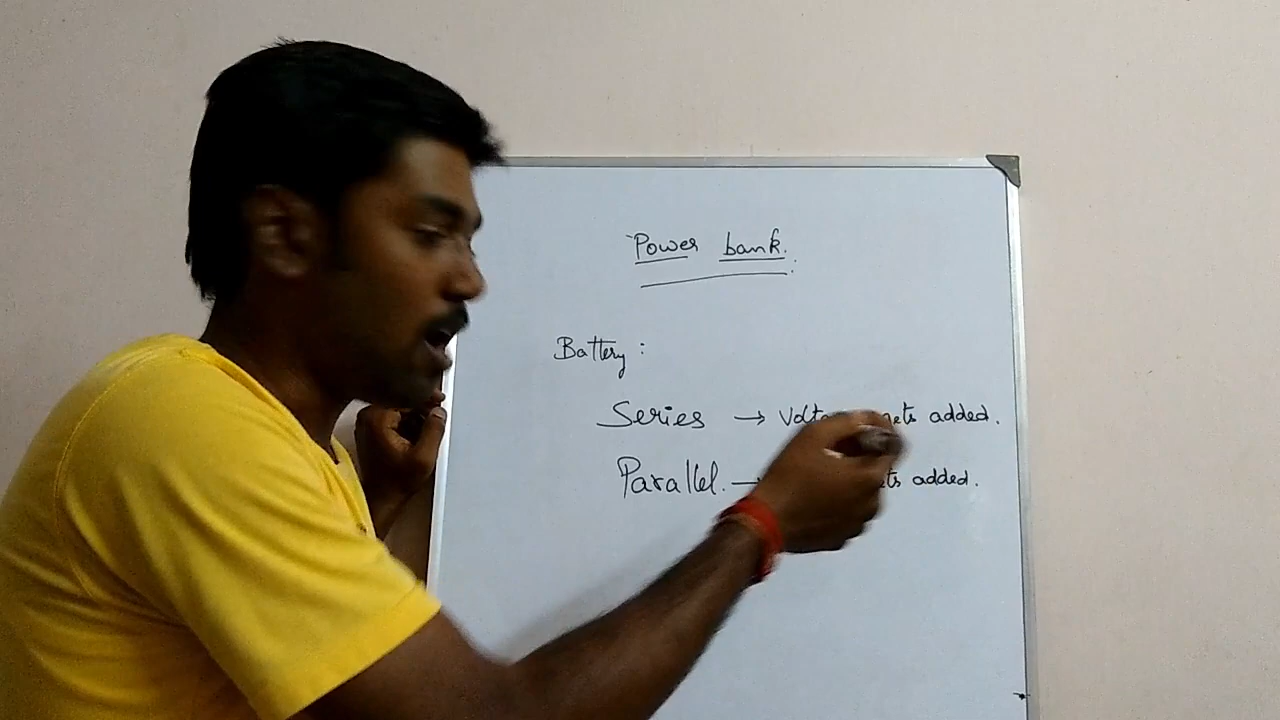 Power bank.
Battery :
Series → added.
Parallel. → added.